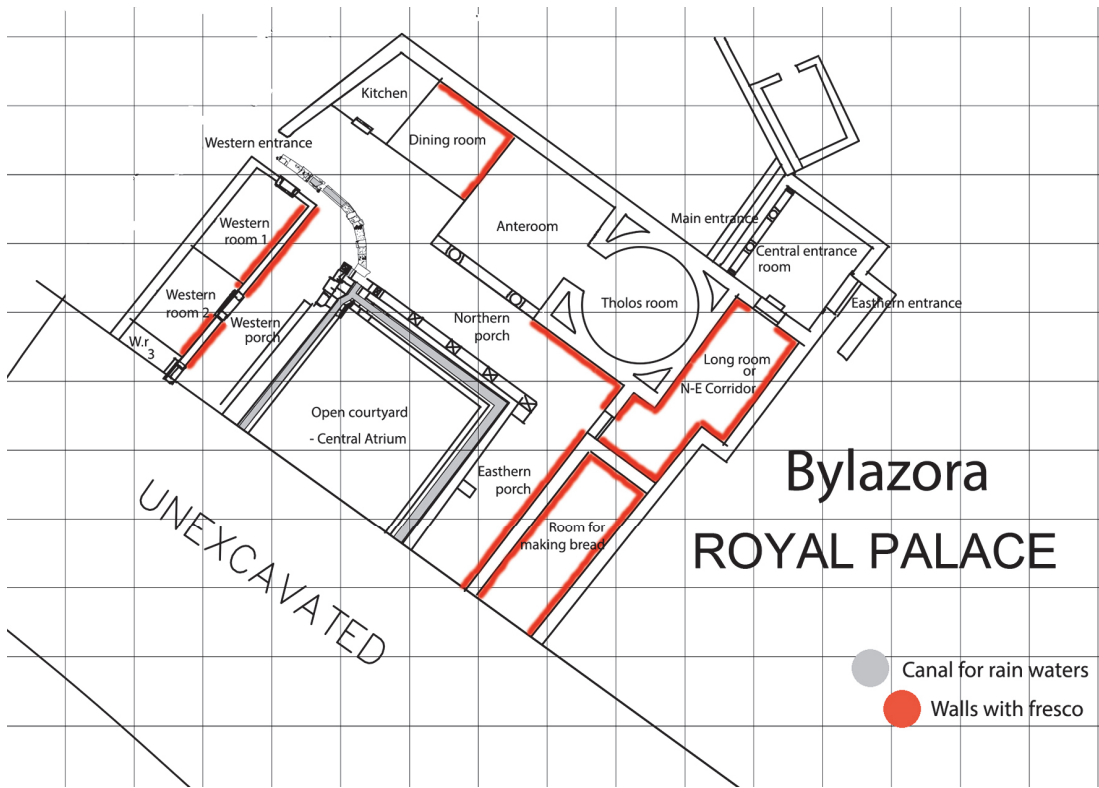 Kitchen
Dining room
Western entrance
Western
room 1
Anteroom
Main entrance
Central entrance
room
Western
room 2
Western
porch
W.r
3
Northern
porch
Tholos room
Easthern entrance
Long room
or
N-E Corridor
Open courtyard
- Central Atrium
Easthern
porch
Room for
making bread
Bylazora
ROYAL PALACE
UNEXCAVATED
Canal for rain waters
Walls with fresco